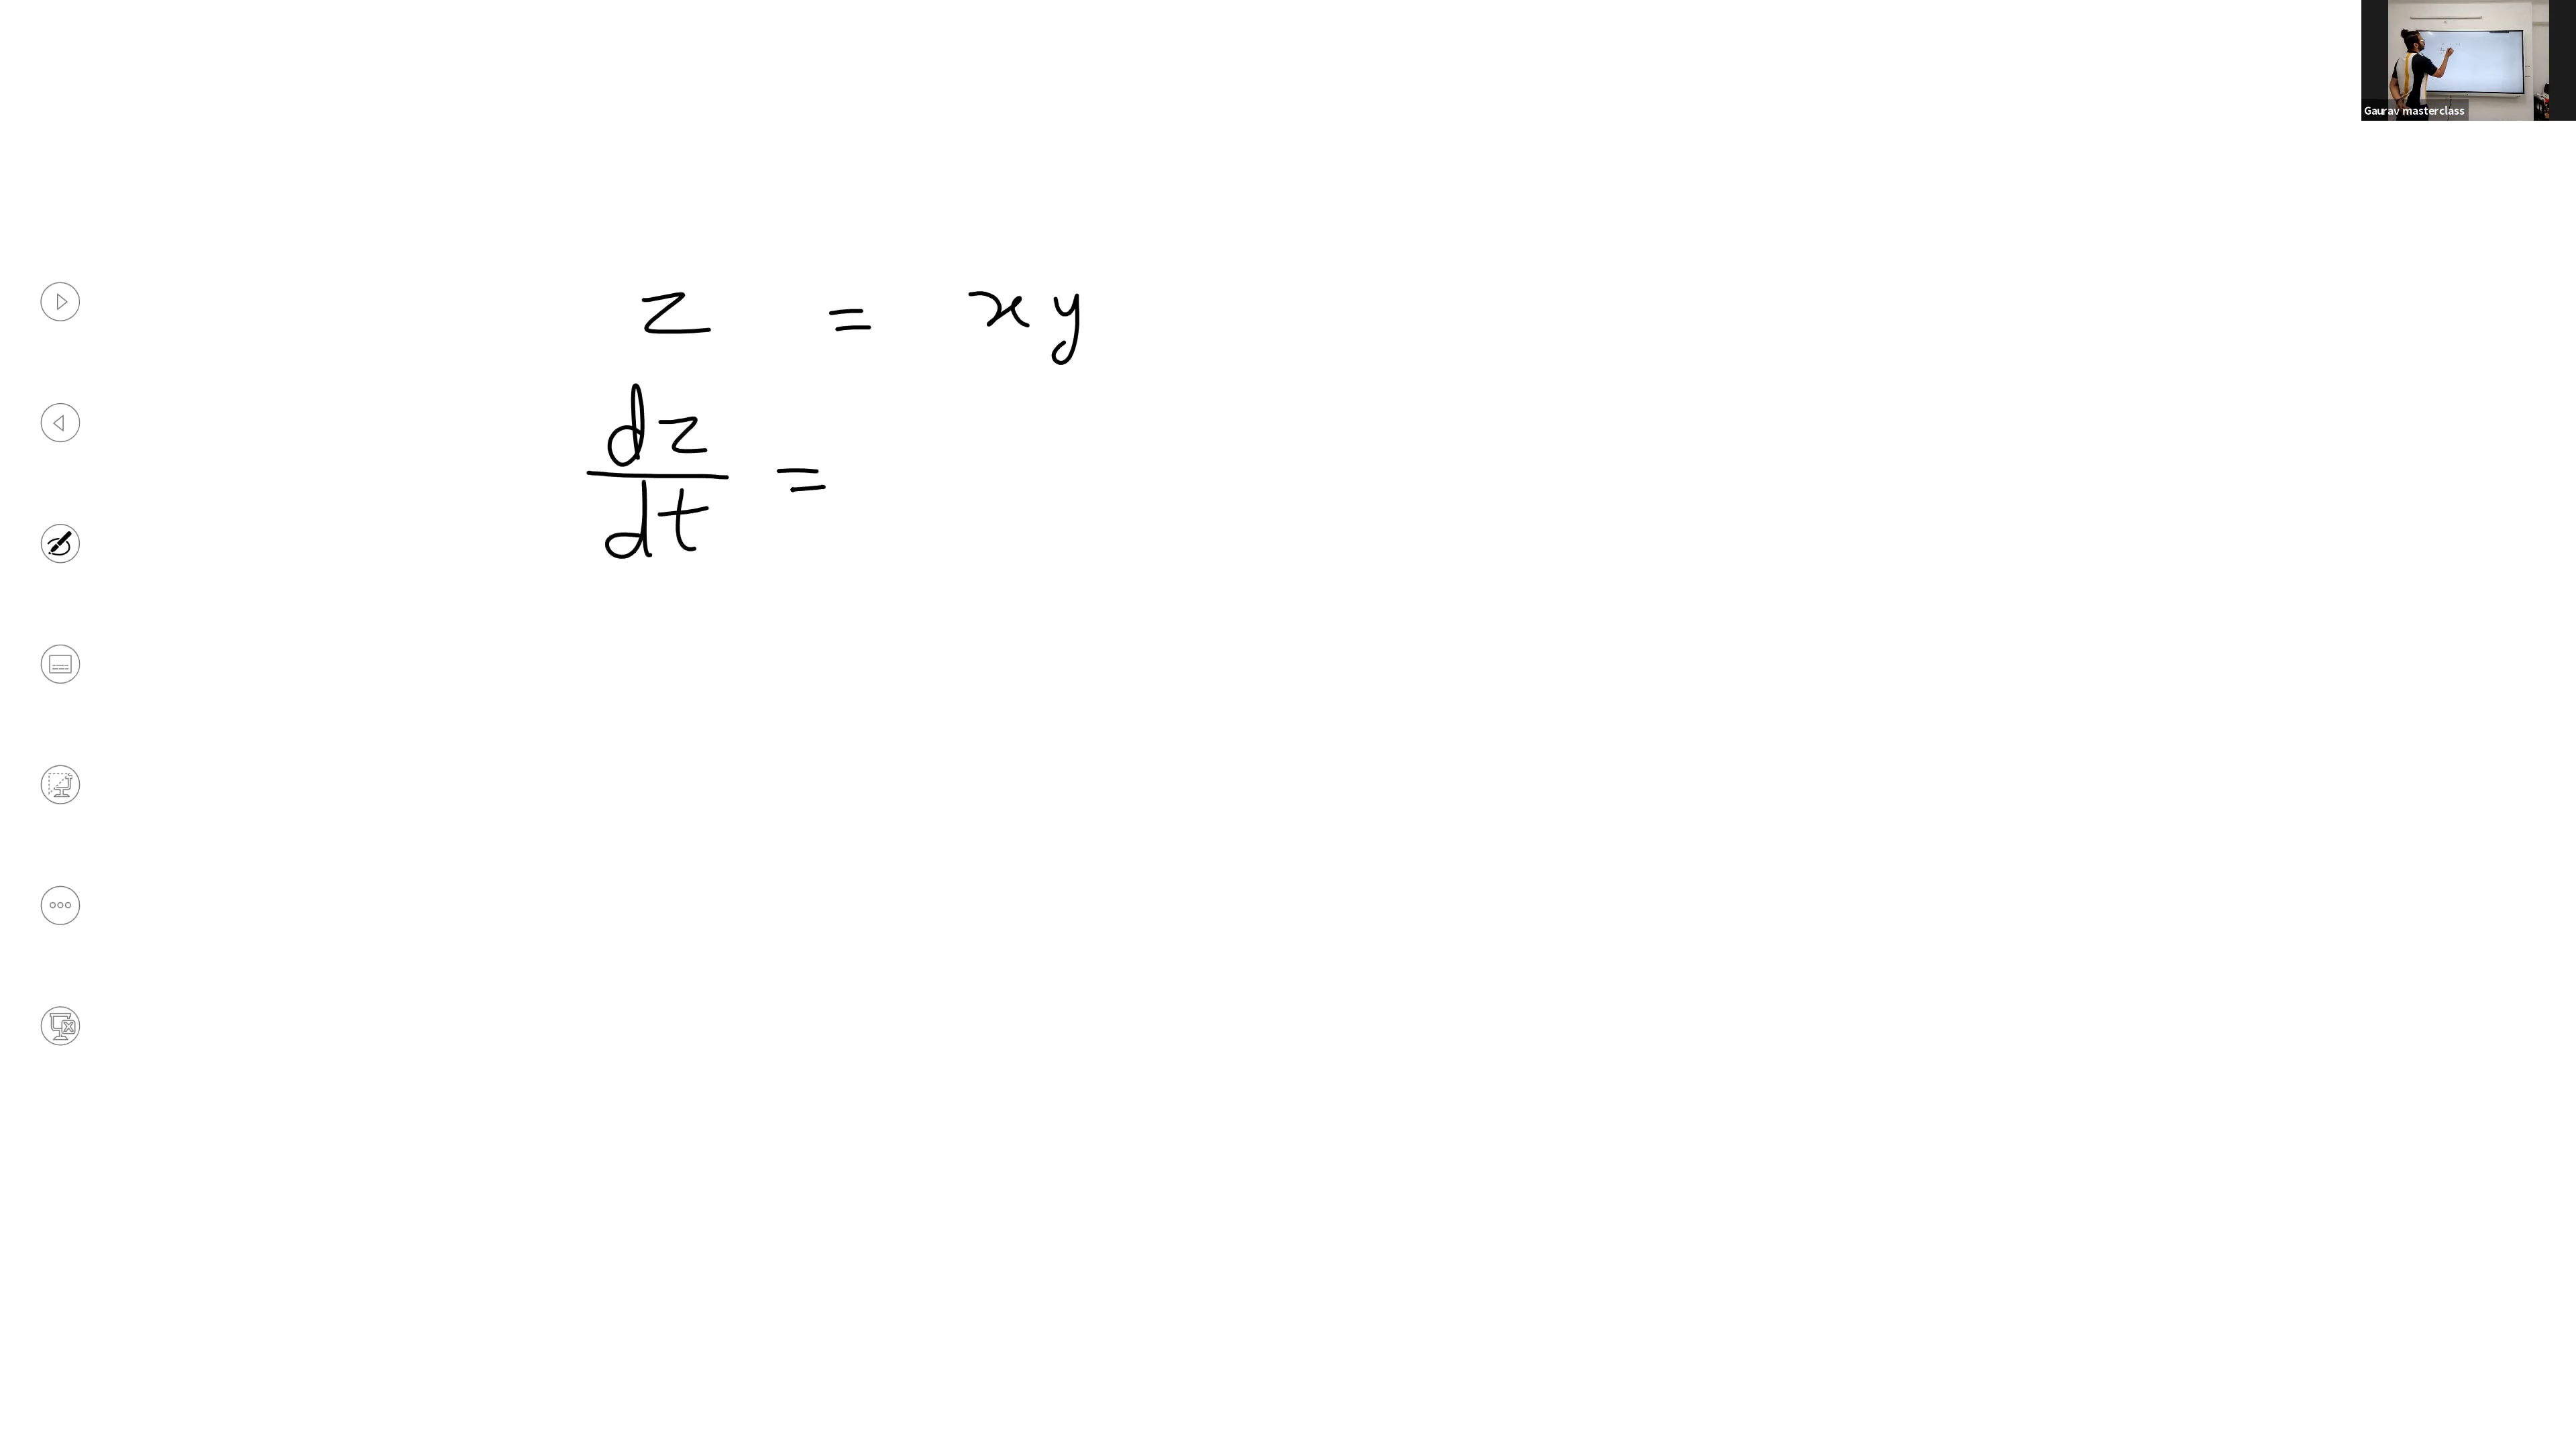 Gaurav masterclass
z = xy
dz
dt =